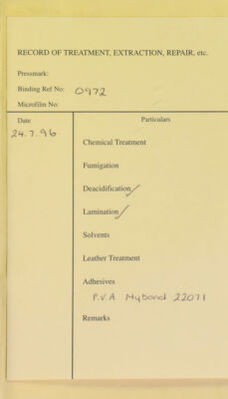 RECORD OF TREATMENT, EXTRACTION, REPAIR, etc.
Pressmark:
Binding Ref No: 0972
Microfilm No:
Date Particulars
24.7.96
Chemical Treatment
Fumigation
Deacidification ✓
Lamination ✓
Solvents
Leather Treatment
Adhesives
P.V.A Mybond 22071
Remarks